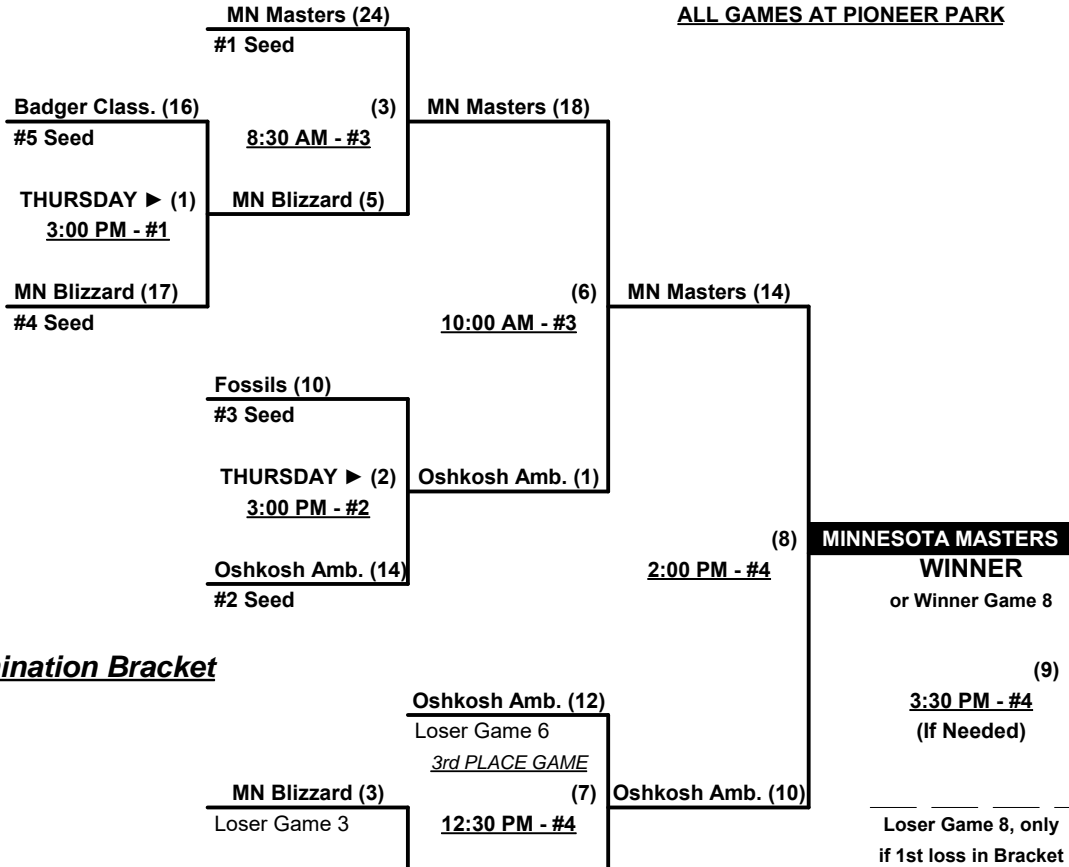 MN Masters (24)
ALL GAMES AT PIONEER PARK
#1 Seed
Badger Class. (16)
(3)
MN Masters (18)
#5 Seed
8:30 AM - #3
THURSDAY ► (1)
MN Blizzard (5)
3:00 PM - #1
MN Blizzard (17)
(6)
MN Masters (14)
#4 Seed
10:00 AM - #3
Fossils (10)
#3 Seed
THURSDAY ► (2)
Oshkosh Amb. (1)
3:00 PM - #2
(8)
MINNESOTA MASTERS
Oshkosh Amb. (14)
2:00 PM - #4
WINNER
#2 Seed
or Winner Game 8
ination Bracket
(9)
Oshkosh Amb. (12)
3:30 PM - #4
Loser Game 6
(If Needed)
3rd PLACE GAME
MN Blizzard (3)
(7)
Oshkosh Amb. (10)
Loser Game 3
12:30 PM - #4
Loser Game 8, only
if 1st loss in Bracket